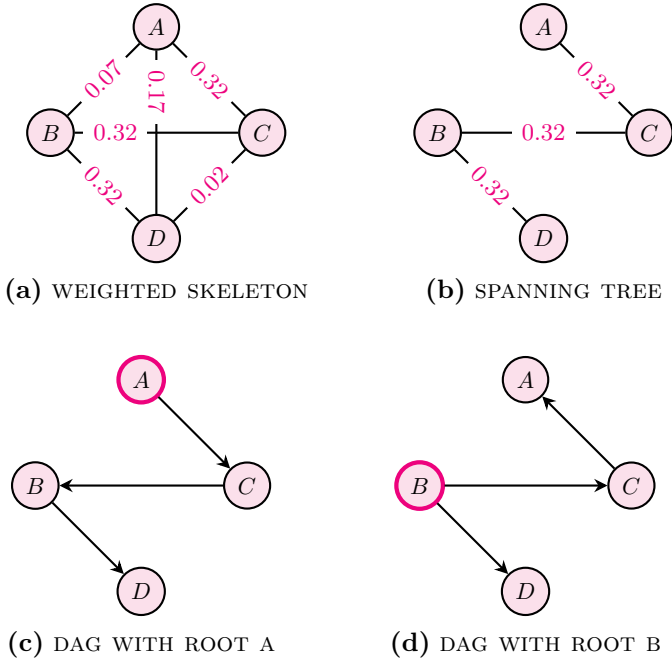 A
A
0.07
0.17
0.32
0.32
B
0.32
C
B
0.32
C
0.32
0.02
0.32
D
D
(a) WEIGHTED SKELETON
(b) SPANNING TREE
A
A
B
C
B
C
D
D
(c) DAG WITH ROOT A
(d) DAG WITH ROOT B